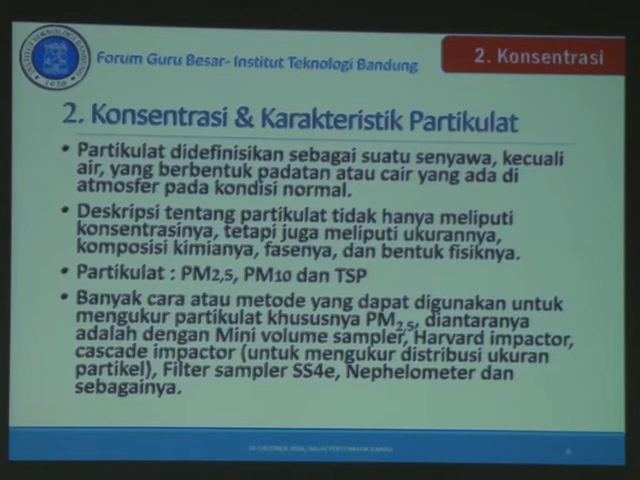 Forum Guru Besar- Institut Teknologi Bandung
2. Konsentrasi
2. Konsentrasi & Karakteristik Partikulat
• Partikulat didefinisikan sebagai suatu senyawa, kecuali
air, yang berbentuk padatan atau cair yang ada di
atmosfer pada kondisi normal.
• Deskripsi tentang partikulat tidak hanya meliputi
konsentrasinya, tetapi juga meliputi ukurannya,
komposisi kimianya, fasenya, dan bentuk fisiknya.
• Partikulat : PM2,5, PM10 dan TSP
• Banyak cara atau metode yang dapat digunakan untuk
mengukur partikulat khususnya PM2,5, diantaranya
adalah dengan Mini volume sampler, Harvard impactor,
cascade impactor (untuk mengukur distribusi ukuran
partikel), Filter sampler SS4e, Nephelometer dan
sebagainya.